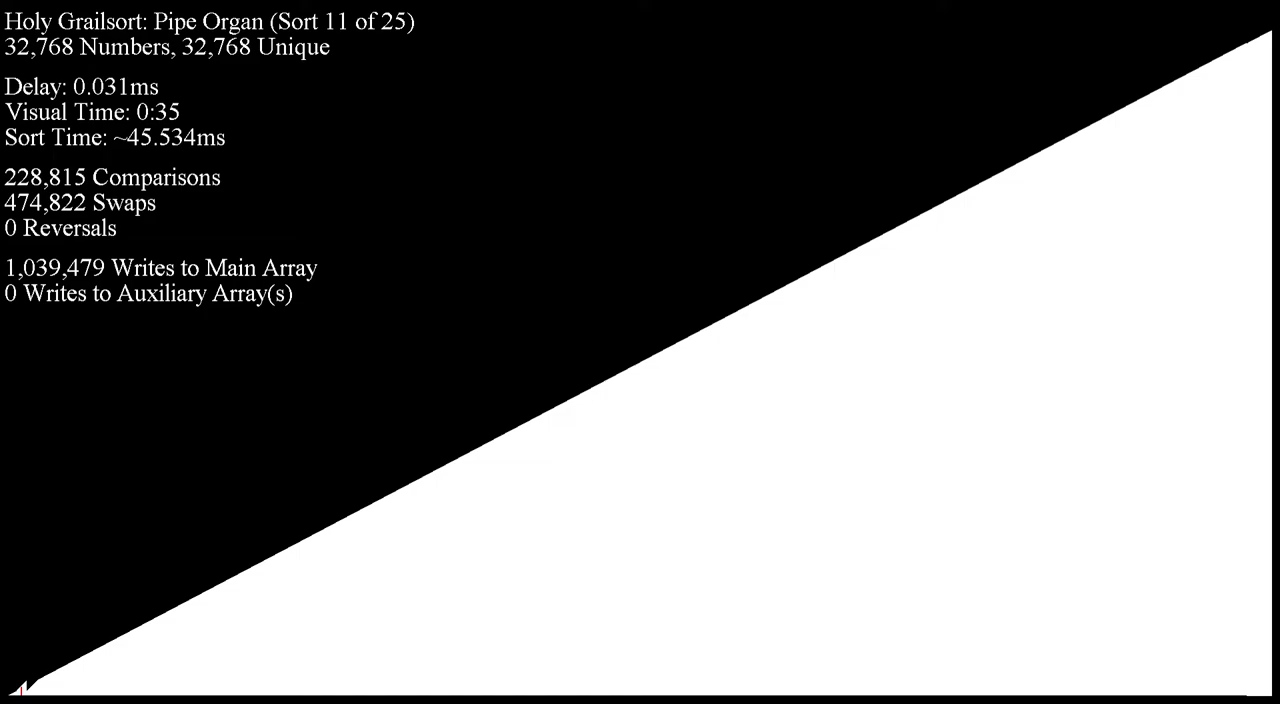 Holy Grailsort: Pipe Organ (Sort 11 of 25)
32,768 Numbers, 32,768 Unique
Delay: 0.031ms
Visual Time: 0:35
Sort Time: ~45.534ms
228,815 Comparisons
474,822 Swaps
0 Reversals
1,039,479 Writes to Main Array
0 Writes to Auxiliary Array(s)